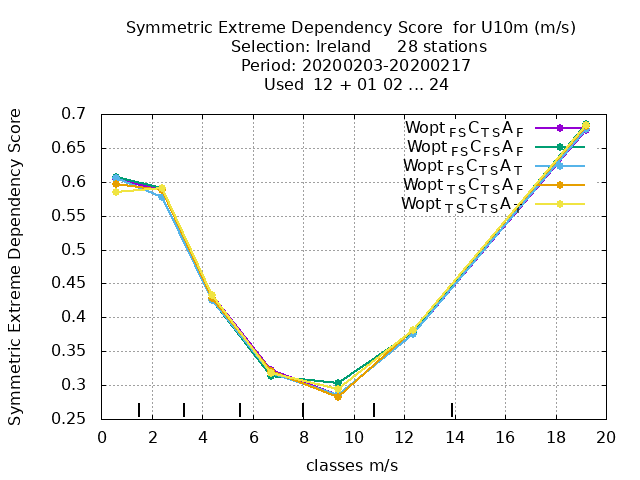 Symmetric Extreme Dependency Score for U10m (m/s)
Selection: Ireland 28 stations
Period: 20200203-20200217
Used 12 + 01 02 ... 24
Symmetric Extreme Dependency Score
0.7
0.65
0.6
0.55
0.5
0.45
0.4
0.35
0.3
0.25
Wopt FS C TS A F
Wopt FS C FS A F
Wopt FS C TS A T
Wopt TS C TS A F
Wopt TS C TS A
0 2 4 6 8 10 12 14 16 18 20
classes m/s